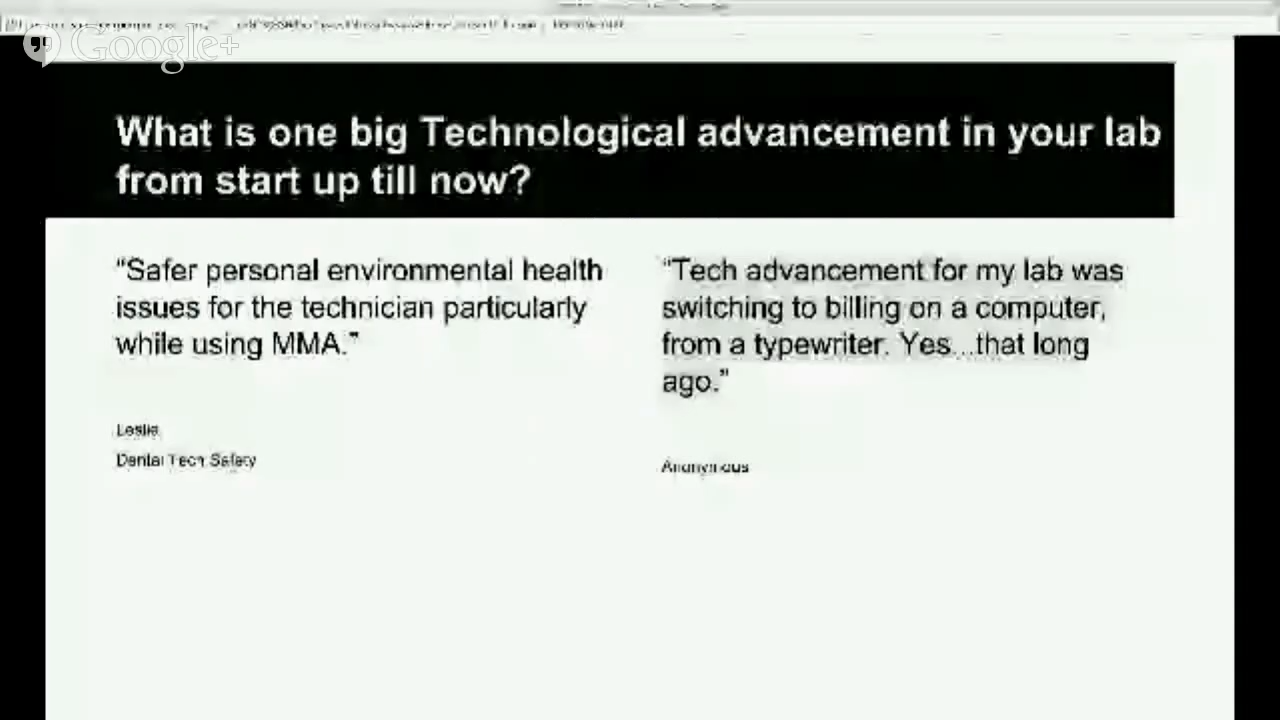 Google+
What is one big Technological advancement in your lab
from start up till now?
“Safer personal environmental health
issues for the technician particularly
while using MMA.”
Leslie
Dental Tech Safety
“Tech advancement for my lab was
switching to billing on a computer,
from a typewriter. Yes...that long
ago.”
Anonymous